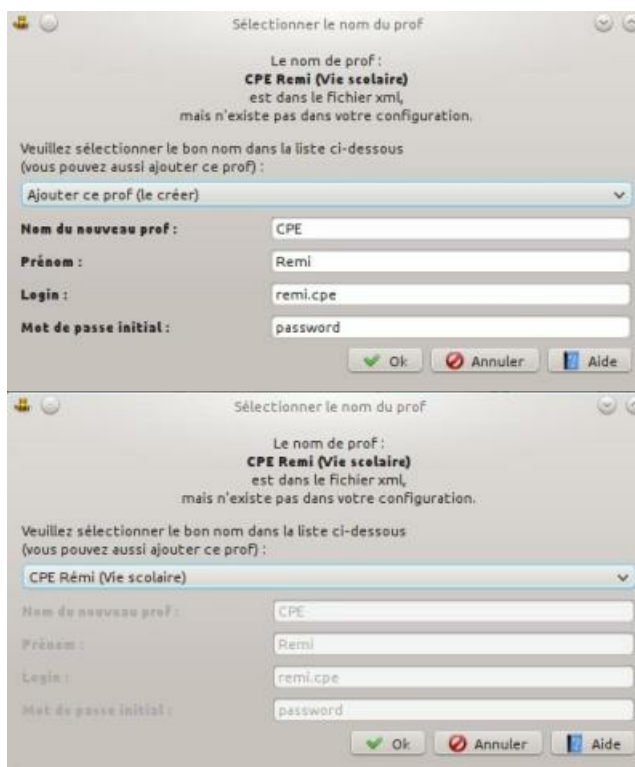 Sélectionner le nom du prof
Le nom de prof :
CPE Remi (Vie scolaire)
est dans le fichier xml,
mais n'existe pas dans votre configuration.
Veuillez sélectionner le bon nom dans la liste ci-dessous
(vous pouvez aussi ajouter ce prof) :
Ajouter ce prof (le créer)
Nom du nouveau prof : CPE
Prénom : Remi
Login : remi.cpe
Mot de passe initial : password
Ok Annuler Aide
Sélectionner le nom du prof
Le nom de prof :
CPE Remi (Vie scolaire)
est dans le fichier xml,
mais n'existe pas dans votre configuration.
Veuillez sélectionner le bon nom dans la liste ci-dessous
(vous pouvez aussi ajouter ce prof) :
CPE Rémi (Vie scolaire)
Nom du nouveau prof : CPE
Prénom : Remi
Login : remi.cpe
Mot de passe initial : password
Ok Annuler Aide